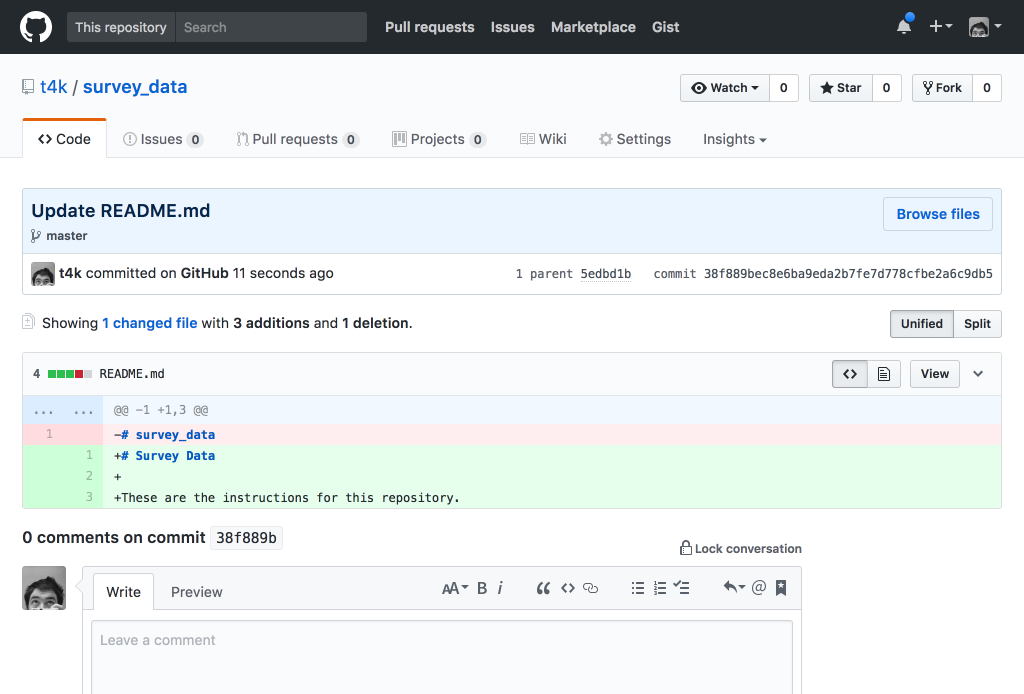 This repository Search Pull requests Issues Marketplace Gist
t4k / survey_data
Watch 0 Star 0 Fork 0
Code Issues 0 Pull requests 0 Projects 0 Wiki Settings Insights
Update README.md
Browse files
master
t4k committed on GitHub 11 seconds ago 1 parent 5edbd1b commit 38f889bec8e6ba9eda2b7fe7d778cfbe2a6c9db5
Showing 1 changed file with 3 additions and 1 deletion.
Unified Split
4 README.md View
... ... @@ -1 +1,3 @@
1 -# survey_data
1 +# Survey Data
2 +
3 +These are the instructions for this repository.
0 comments on commit 38f889b
Lock conversation
Write Preview AA B i
Leave a comment